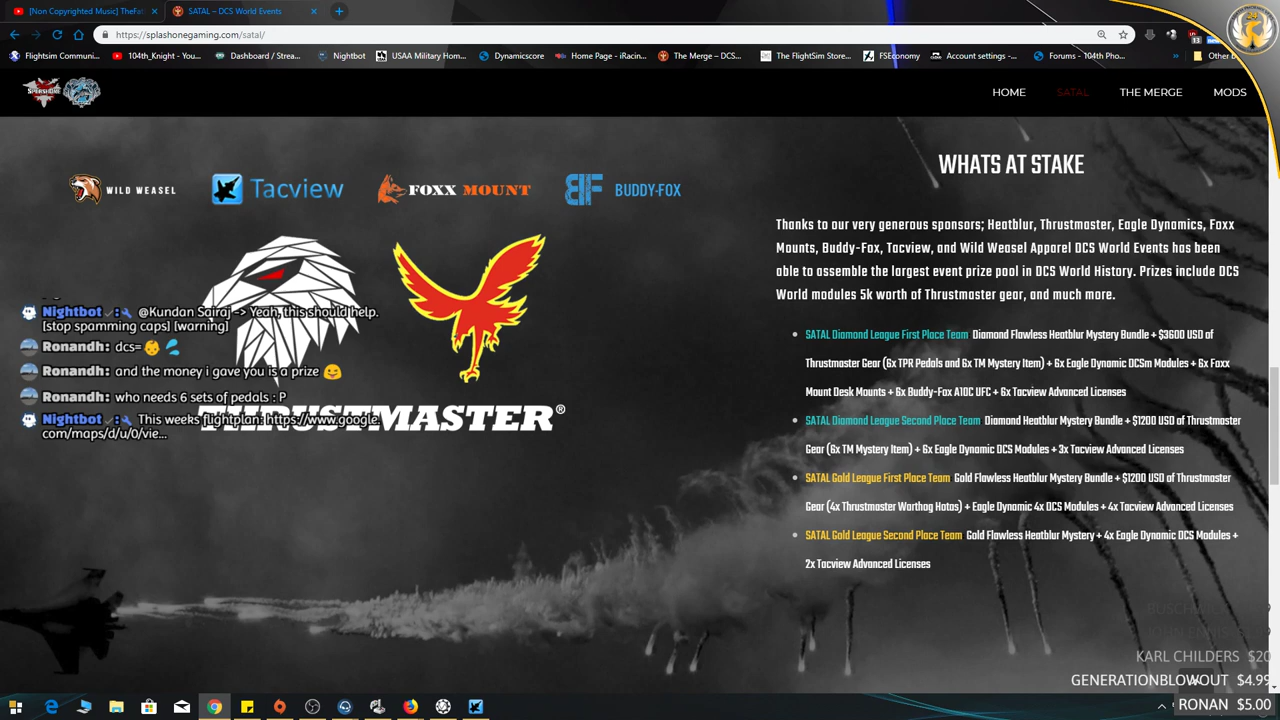 [Non Copyrighted Music] TheFa
SATAL – DCS World Events
https://splashonegaming.com/satal/
Flightsim Communi...
104th_Knight - You...
Dashboard / Strea...
Nightbot
USAA Military Hom...
Dynamicscore
Home Page - iRacin...
The Merge – DCS...
The FlightSim Store...
FSEconomy
Account settings -...
Forums - 104th Pho...
Other B
HOME
SATAL
THE MERGE
MODS
WILD WEASEL
Tacview
FOXX MOUNT
BUDDY-FOX
THRUSTMASTER®
Nightbot : @Kundan Sairaj -> Yeah, this should help.
[stop spamming caps] [warning]
Ronandh: dcs= 👶 💦
Ronandh: and the money i gave you is a prize 😃
Ronandh: who needs 6 sets of pedals : P
Nightbot : This weeks flightplan: https://www.google.
com/maps/d/u/0/vie...
WHATS AT STAKE
Thanks to our very generous sponsors; Heatblur, Thrustmaster, Eagle Dynamics, Foxx
Mounts, Buddy-Fox, Tacview, and Wild Weasel Apparel DCS World Events has been
able to assemble the largest event prize pool in DCS World History. Prizes include DCS
World modules 5k worth of Thrustmaster gear, and much more.
SATAL Diamond League First Place Team Diamond Flawless Heatblur Mystery Bundle + $3600 USD of
Thrustmaster Gear (6x TPR Pedals and 6x TM Mystery Item) + 6x Eagle Dynamic DCSm Modules + 6x Foxx
Mount Desk Mounts + 6x Buddy-Fox A10C UFC + 6x Tacview Advanced Licenses
SATAL Diamond League Second Place Team Diamond Heatblur Mystery Bundle + $1200 USD of Thrustmaster
Gear (6x TM Mystery Item) + 6x Eagle Dynamic DCS Modules + 3x Tacview Advanced Licenses
SATAL Gold League First Place Team Gold Flawless Heatblur Mystery Bundle + $1200 USD of Thrustmaster
Gear (4x Thrustmaster Warthog Hotas) + Eagle Dynamic 4x DCS Modules + 4x Tacview Advanced Licenses
SATAL Gold League Second Place Team Gold Flawless Heatblur Mystery + 4x Eagle Dynamic DCS Modules +
2x Tacview Advanced Licenses
KARL CHILDERS $20
GENERATIONBLOWOUT $4.99
RONAN $5.00